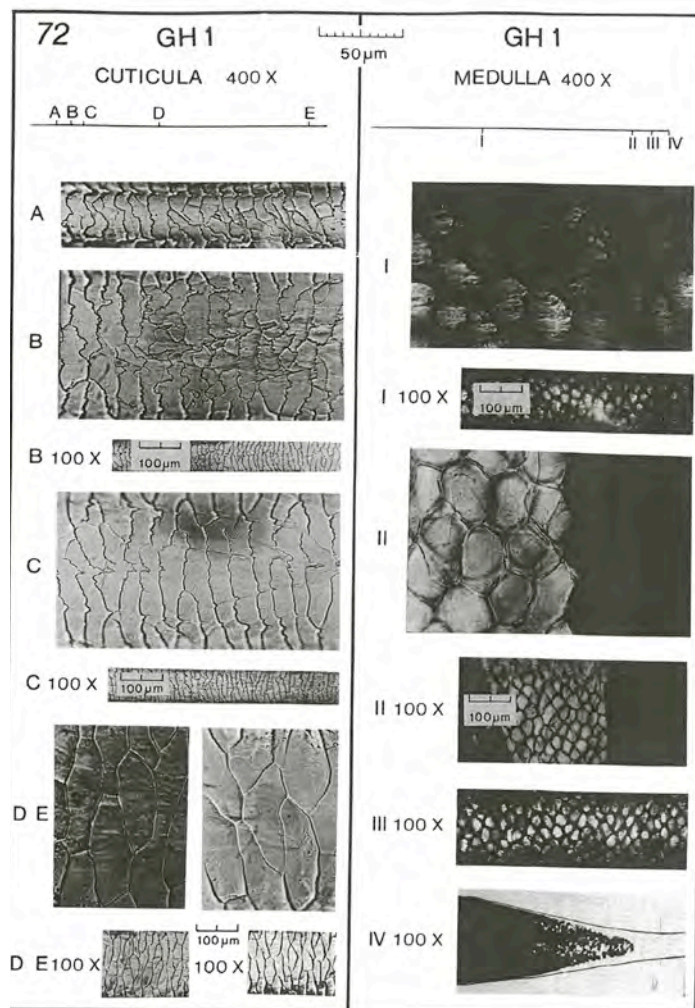 72
GH 1
50µm
GH 1
CUTICULA 400 X
MEDULLA 400 X
A B C D E
I II III IV
A
B
B 100 X
100µm
C
C 100 X
100µm
D E
D E 100 X
100µm
100 X
I
I 100 X
100µm
II
II 100 X
100µm
III 100 X
IV 100 X